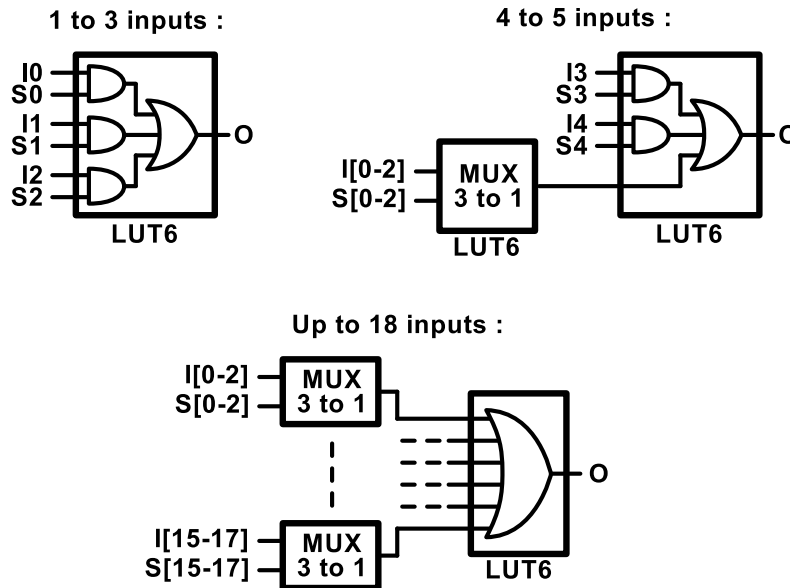 1 to 3 inputs :
I0
S0
I1
S1
I2
S2
O
LUT6
4 to 5 inputs :
I3
S3
I4
S4
I[0-2]
S[0-2]
MUX
3 to 1
LUT6
O
LUT6
Up to 18 inputs :
I[0-2]
S[0-2]
MUX
3 to 1
I[15-17]
S[15-17]
MUX
3 to 1
O
LUT6